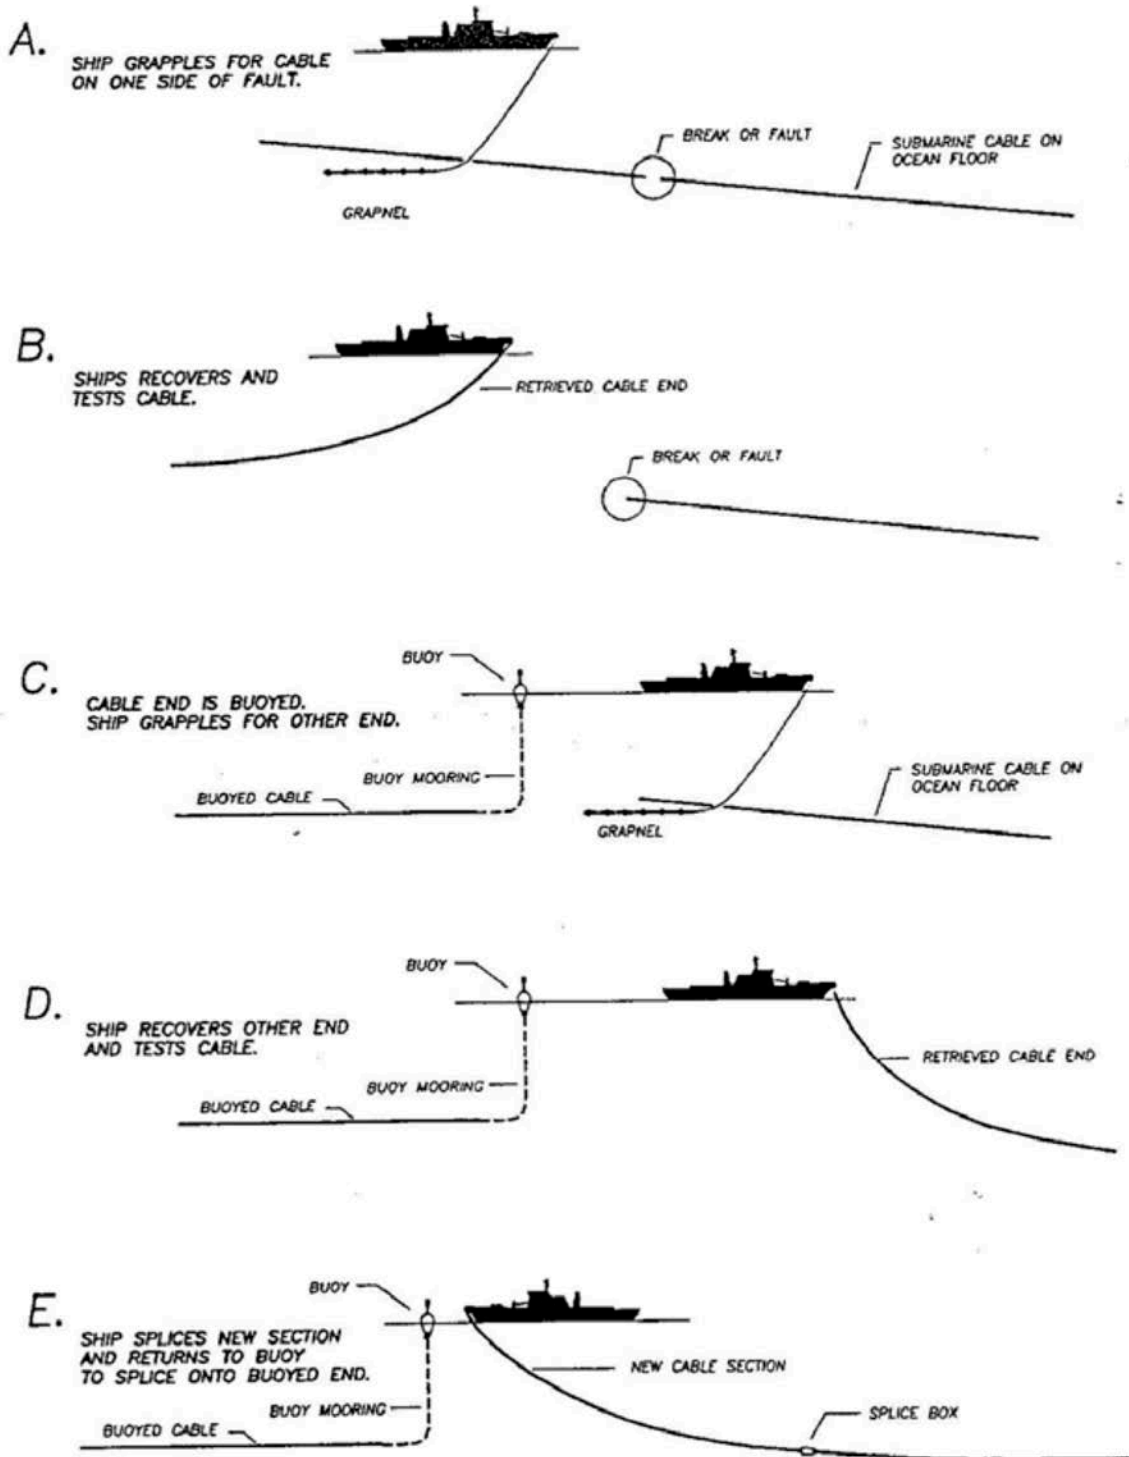 A.
SHIP GRAPPLES FOR CABLE
ON ONE SIDE OF FAULT.
BREAK OR FAULT
SUBMARINE CABLE ON
OCEAN FLOOR
GRAPNEL
B.
SHIPS RECOVERS AND
TESTS CABLE.
RETRIEVED CABLE END
BREAK OR FAULT
C.
CABLE END IS BUOYED.
SHIP GRAPPLES FOR OTHER END.
BUOY
BUOY MOORING
BUOYED CABLE
SUBMARINE CABLE ON
OCEAN FLOOR
GRAPNEL
D.
SHIP RECOVERS OTHER END
AND TESTS CABLE.
BUOY
BUOY MOORING
BUOYED CABLE
RETRIEVED CABLE END
E.
SHIP SPLICES NEW SECTION
AND RETURNS TO BUOY
TO SPLICE ONTO BUOYED END.
BUOY
BUOY MOORING
BUOYED CABLE
NEW CABLE SECTION
SPLICE BOX